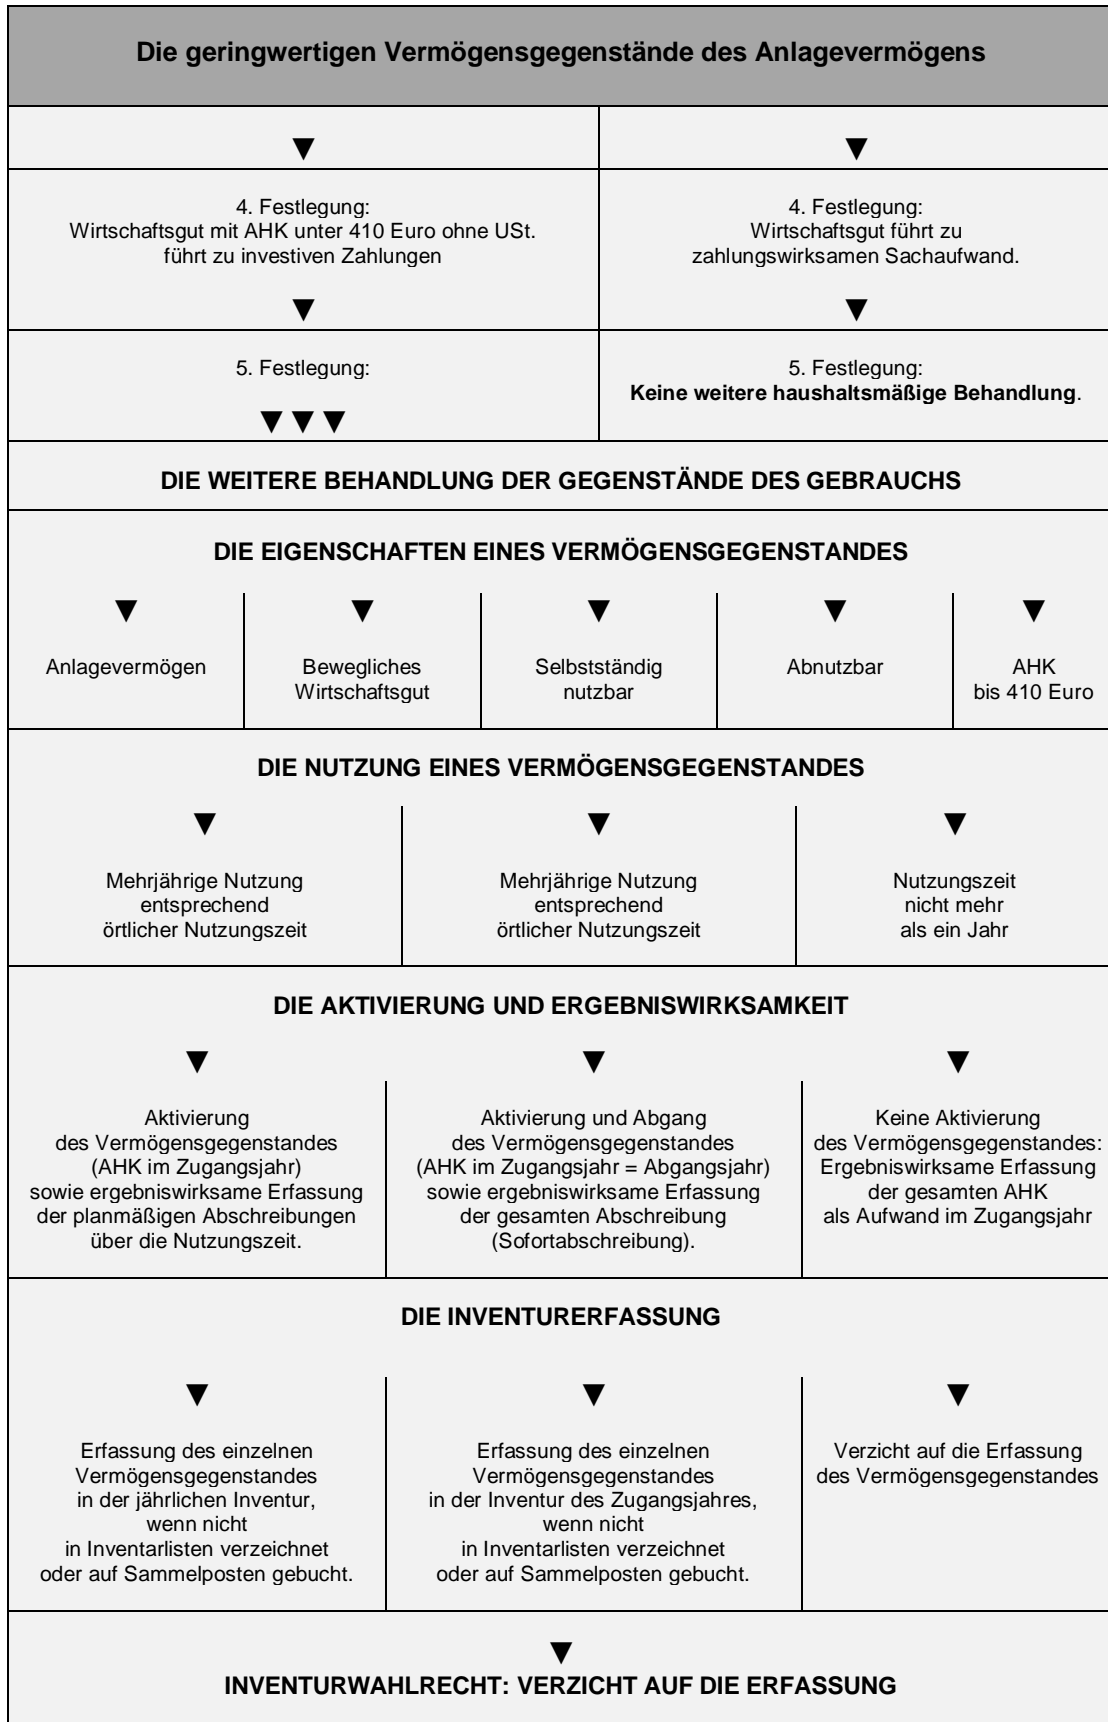 Die geringwertigen Vermögensgegenstände des Anlagevermögens
4. Festlegung:
Wirtschaftsgut mit AHK unter 410 Euro ohne USt.
führt zu investiven Zahlungen
4. Festlegung:
Wirtschaftsgut führt zu
zahlungswirksamen Sachaufwand.
5. Festlegung:
5. Festlegung:
Keine weitere haushaltsmäßige Behandlung.
DIE WEITERE BEHANDLUNG DER GEGENSTÄNDE DES GEBRAUCHS
DIE EIGENSCHAFTEN EINES VERMÖGENSGEGENSTANDES
Anlagevermögen
Bewegliches
Wirtschaftsgut
Selbstständig
nutzbar
Abnutzbar
AHK
bis 410 Euro
DIE NUTZUNG EINES VERMÖGENSGEGENSTANDES
Mehrjährige Nutzung
entsprechend
örtlicher Nutzungszeit
Mehrjährige Nutzung
entsprechend
örtlicher Nutzungszeit
Nutzungszeit
nicht mehr
als ein Jahr
DIE AKTIVIERUNG UND ERGEBNISWIRKSAMKEIT
Aktivierung
des Vermögensgegenstandes
(AHK im Zugangsjahr)
sowie ergebniswirksame Erfassung
der planmäßigen Abschreibungen
über die Nutzungszeit.
Aktivierung und Abgang
des Vermögensgegenstandes
(AHK im Zugangsjahr = Abgangsjahr)
sowie ergebniswirksame Erfassung
der gesamten Abschreibung
(Sofortabschreibung).
Keine Aktivierung
des Vermögensgegenstandes:
Ergebniswirksame Erfassung
der gesamten AHK
als Aufwand im Zugangsjahr
DIE INVENTURERFASSUNG
Erfassung des einzelnen
Vermögensgegenstandes
in der jährlichen Inventur,
wenn nicht
in Inventarlisten verzeichnet
oder auf Sammelposten gebucht.
Erfassung des einzelnen
Vermögensgegenstandes
in der Inventur des Zugangsjahres,
wenn nicht
in Inventarlisten verzeichnet
oder auf Sammelposten gebucht.
Verzicht auf die Erfassung
des Vermögensgegenstandes
INVENTURWAHLRECHT: VERZICHT AUF DIE ERFASSUNG